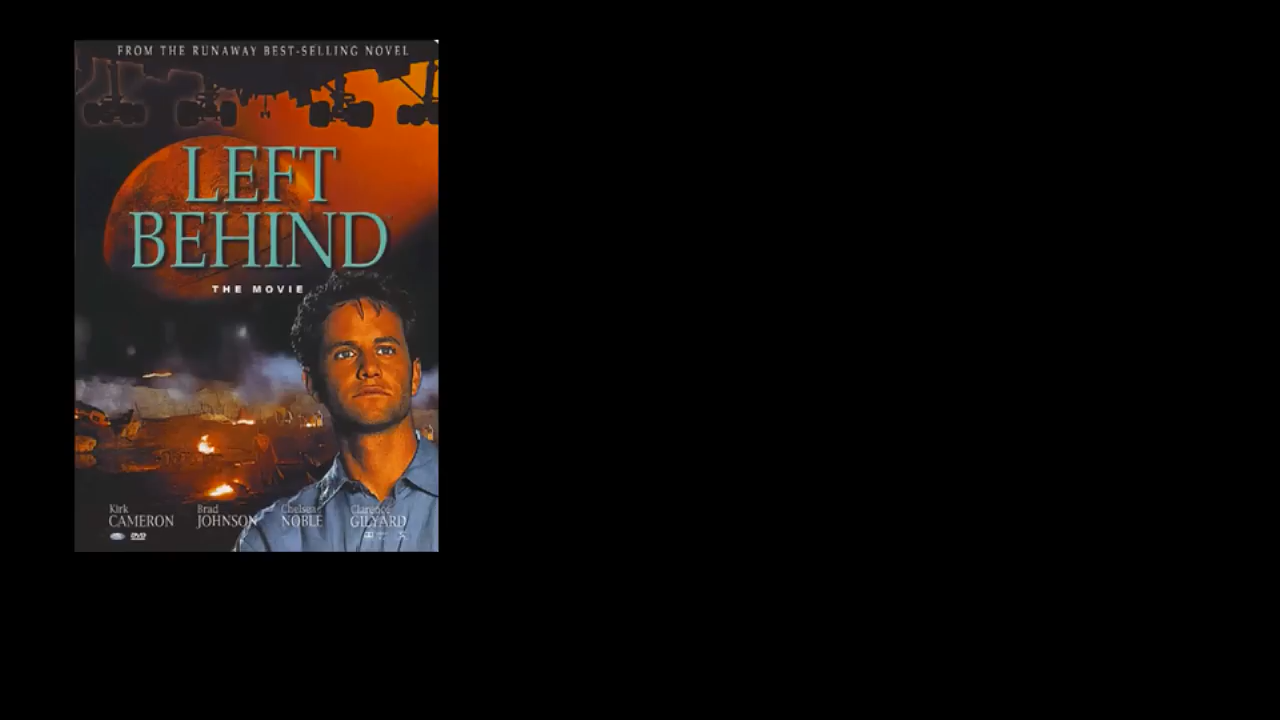 FROM THE RUNAWAY BEST-SELLING NOVEL
LEFT
BEHIND
THE MOVIE
Kirk Brad Chelsea Clarence
CAMERON JOHNSON NOBLE GILYARD
DVD